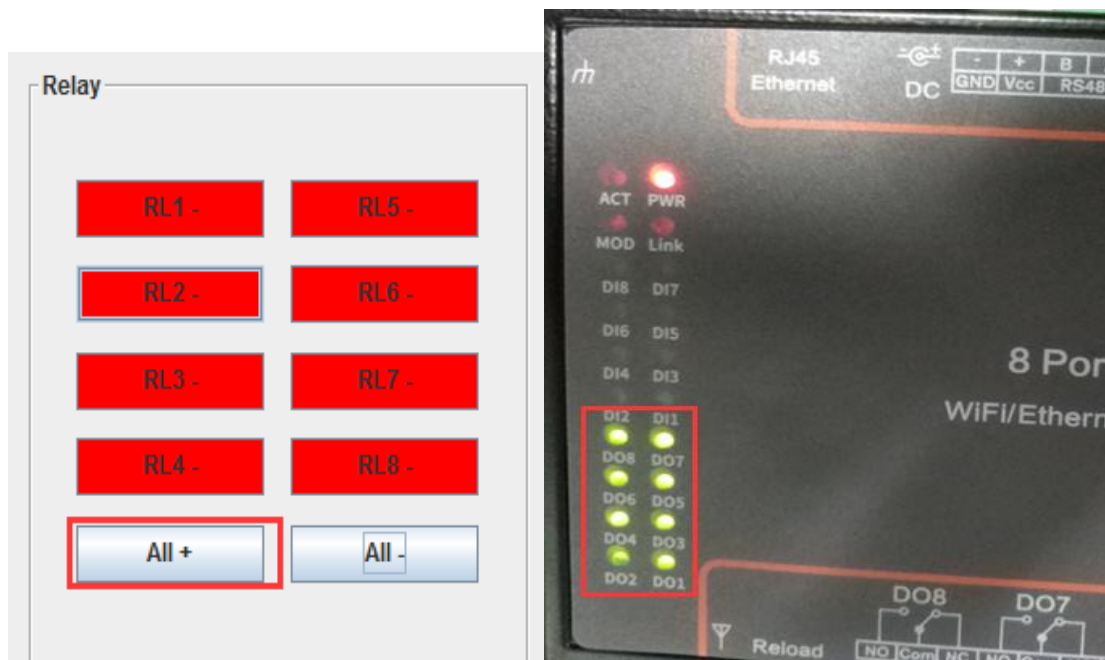 Relay
RL1 -
RL5 -
RL2 -
RL6 -
RL3 -
RL7 -
RL4 -
RL8 -
All +
All -
RJ45
Ethernet
DC
- + B
GND Vcc RS48
ACT PWR
MOD Link
DI8 DI7
DI6 DI5
DI4 DI3
DI2 DI1
DO8 DO7
DO6 DO5
DO4 DO3
DO2 DO1
8 Por
WiFi/Ethern
DO8 DO7
Reload
NO Com NC NO